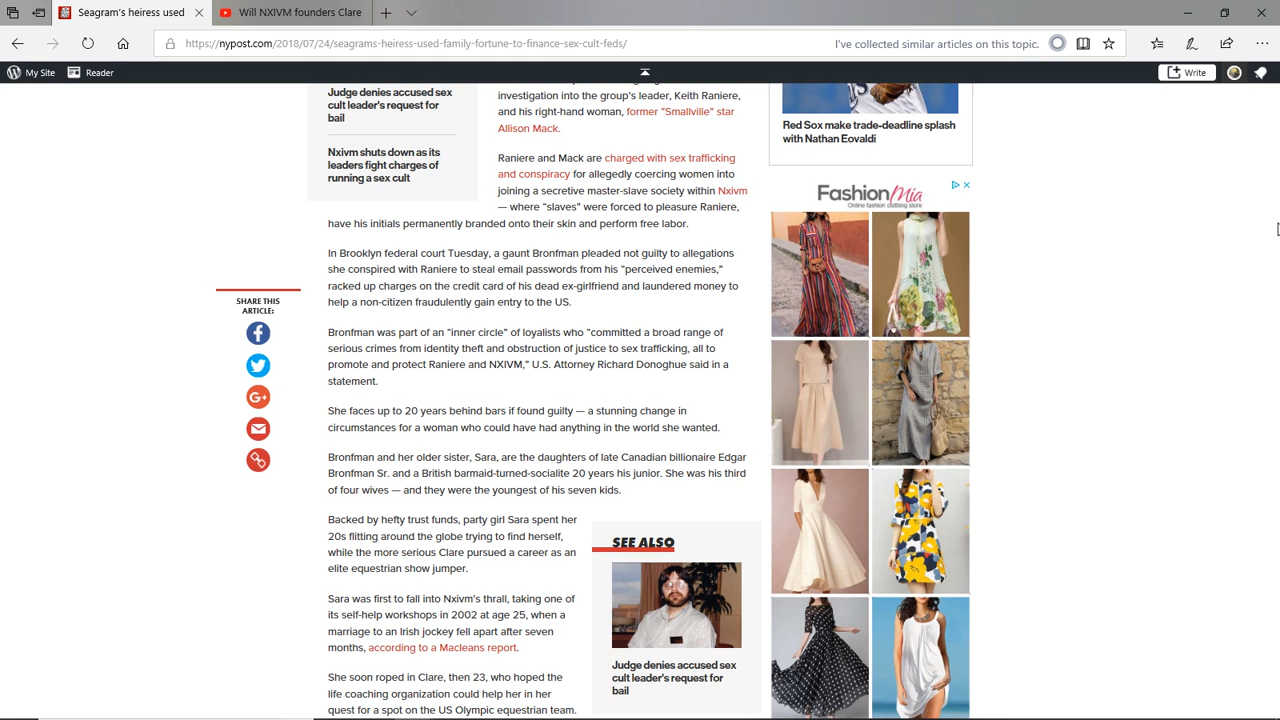 Seagram's heiress used
Will NXIVM founders Clare
https://nypost.com/2018/07/24/seagrams-heiress-used-family-fortune-to-finance-sex-cult-feds/
I've collected similar articles on this topic.
My Site
Reader
Write
Judge denies accused sex
cult leader's request for
bail
Nxivm shuts down as its
leaders fight charges of
running a sex cult
investigation into the group's leader, Keith Raniere,
and his right-hand woman, former "Smallville" star
Allison Mack.
Raniere and Mack are charged with sex trafficking
and conspiracy for allegedly coercing women into
joining a secretive master-slave society within Nxivm
— where "slaves" were forced to pleasure Raniere,
have his initials permanently branded onto their skin and perform free labor.
In Brooklyn federal court Tuesday, a gaunt Bronfman pleaded not guilty to allegations
she conspired with Raniere to steal email passwords from his "perceived enemies,"
racked up charges on the credit card of his dead ex-girlfriend and laundered money to
help a non-citizen fraudulently gain entry to the US.
Bronfman was part of an "inner circle" of loyalists who "committed a broad range of
serious crimes from identity theft and obstruction of justice to sex trafficking, all to
promote and protect Raniere and NXIVM," U.S. Attorney Richard Donoghue said in a
statement.
She faces up to 20 years behind bars if found guilty — a stunning change in
circumstances for a woman who could have had anything in the world she wanted.
Bronfman and her older sister, Sara, are the daughters of late Canadian billionaire Edgar
Bronfman Sr. and a British barmaid-turned-socialite 20 years his junior. She was his third
of four wives — and they were the youngest of his seven kids.
Backed by hefty trust funds, party girl Sara spent her
20s flitting around the globe trying to find herself,
while the more serious Clare pursued a career as an
elite equestrian show jumper.
Sara was first to fall into Nxivm's thrall, taking one of
its self-help workshops in 2002 at age 25, when a
marriage to an Irish jockey fell apart after seven
months, according to a Macleans report.
She soon roped in Clare, then 23, who hoped the
life coaching organization could help her in her
quest for a spot on the US Olympic equestrian team.
SHARE THIS
ARTICLE:
G+
SEE ALSO
Judge denies accused sex
cult leader's request for
bail
Red Sox make trade-deadline splash
with Nathan Eovaldi
FashionMia
Online fashion clothing store